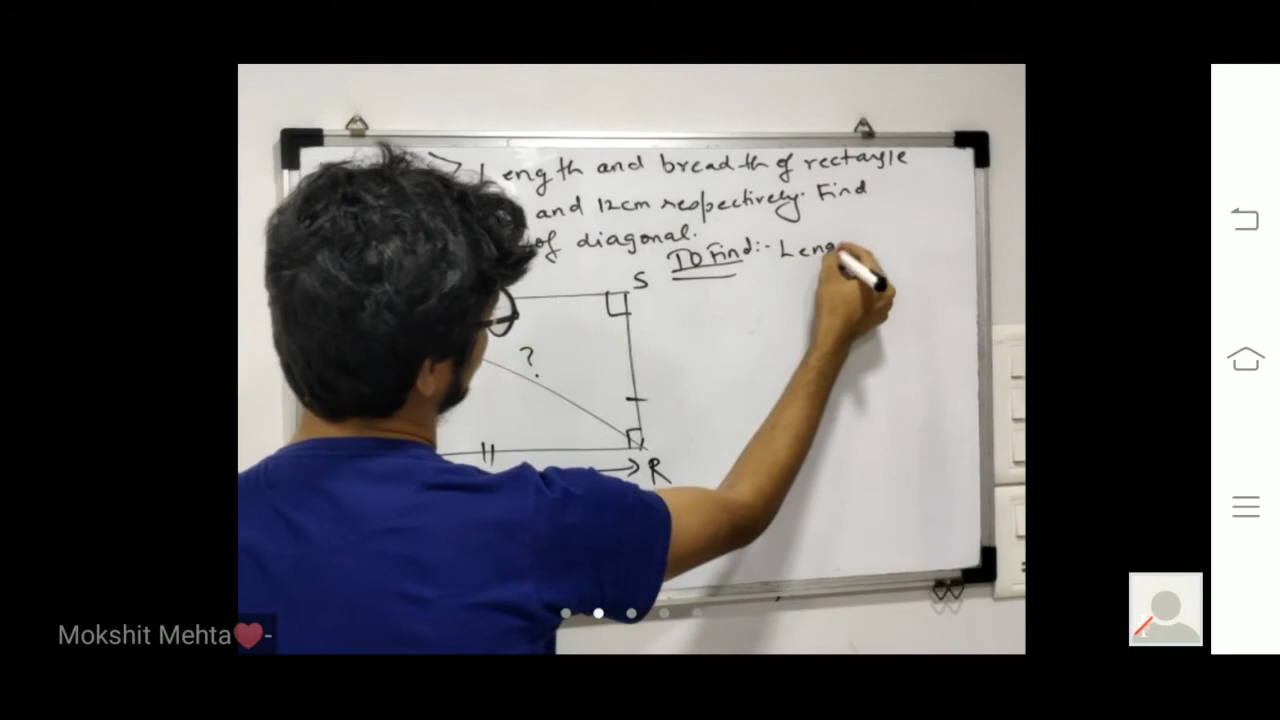 > Length and breadth of rectangle
and 12cm respectively. Find
of diagonal.
To Find:- Leng
S
?
R
Mokshit Mehta❤️-